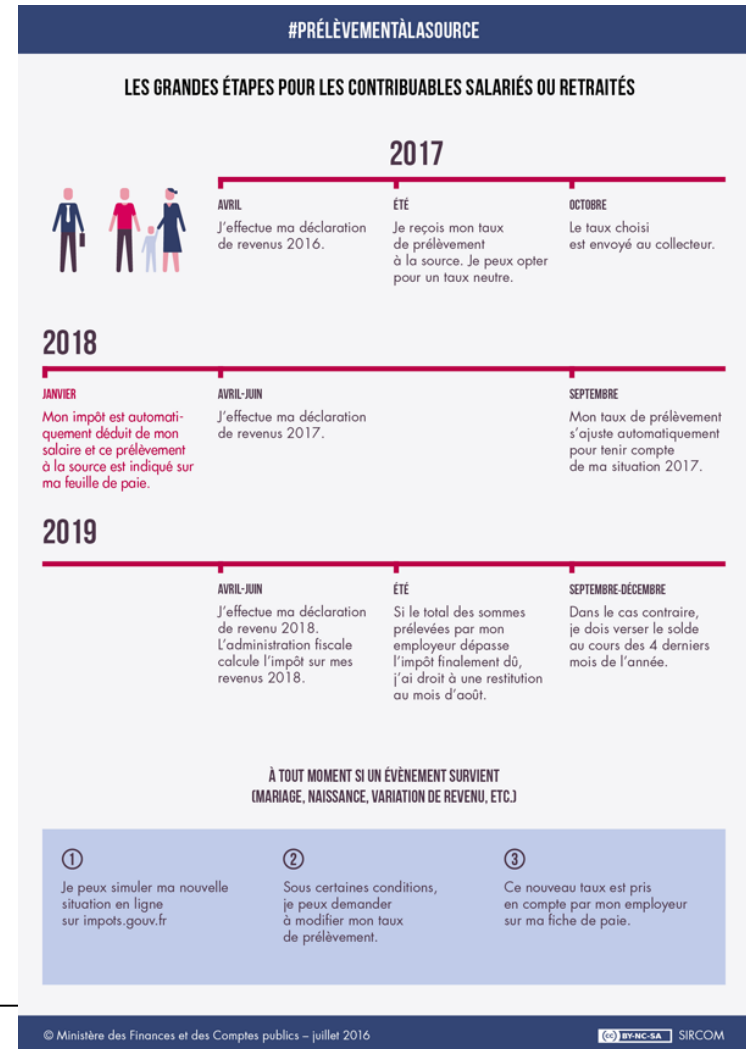 #PRÉLÈVEMENTÀLASOURCE
LES GRANDES ÉTAPES POUR LES CONTRIBUABLES SALARIÉS OU RETRAITÉS
2017
AVRIL
J'effectue ma déclaration
de revenus 2016.
ÉTÉ
Je reçois mon taux
de prélèvement
à la source. Je peux opter
pour un taux neutre.
OCTOBRE
Le taux choisi
est envoyé au collecteur.
2018
JANVIER
Mon impôt est automati-
quement déduit de mon
salaire et ce prélèvement
à la source est indiqué sur
ma feuille de paie.
AVRIL-JUIN
J'effectue ma déclaration
de revenus 2017.
SEPTEMBRE
Mon taux de prélèvement
s'ajuste automatiquement
pour tenir compte
de ma situation 2017.
2019
AVRIL-JUIN
J'effectue ma déclaration
de revenu 2018.
L'administration fiscale
calcule l'impôt sur mes
revenus 2018.
ÉTÉ
Si le total des sommes
prélevées par mon
employeur dépasse
l'impôt finalement dû,
j'ai droit à une restitution
au mois d'août.
SEPTEMBRE-DÉCEMBRE
Dans le cas contraire,
je dois verser le solde
au cours des 4 derniers
mois de l'année.
À TOUT MOMENT SI UN ÉVÈNEMENT SURVIENT
(MARIAGE, NAISSANCE, VARIATION DE REVENU, ETC.)
1
Je peux simuler ma nouvelle
situation en ligne
sur impots.gouv.fr
2
Sous certaines conditions,
je peux demander
à modifier mon taux
de prélèvement.
3
Ce nouveau taux est pris
en compte par mon employeur
sur ma fiche de paie.
© Ministère des Finances et des Comptes publics – juillet 2016
cc BY-NC-SA SIRCOM